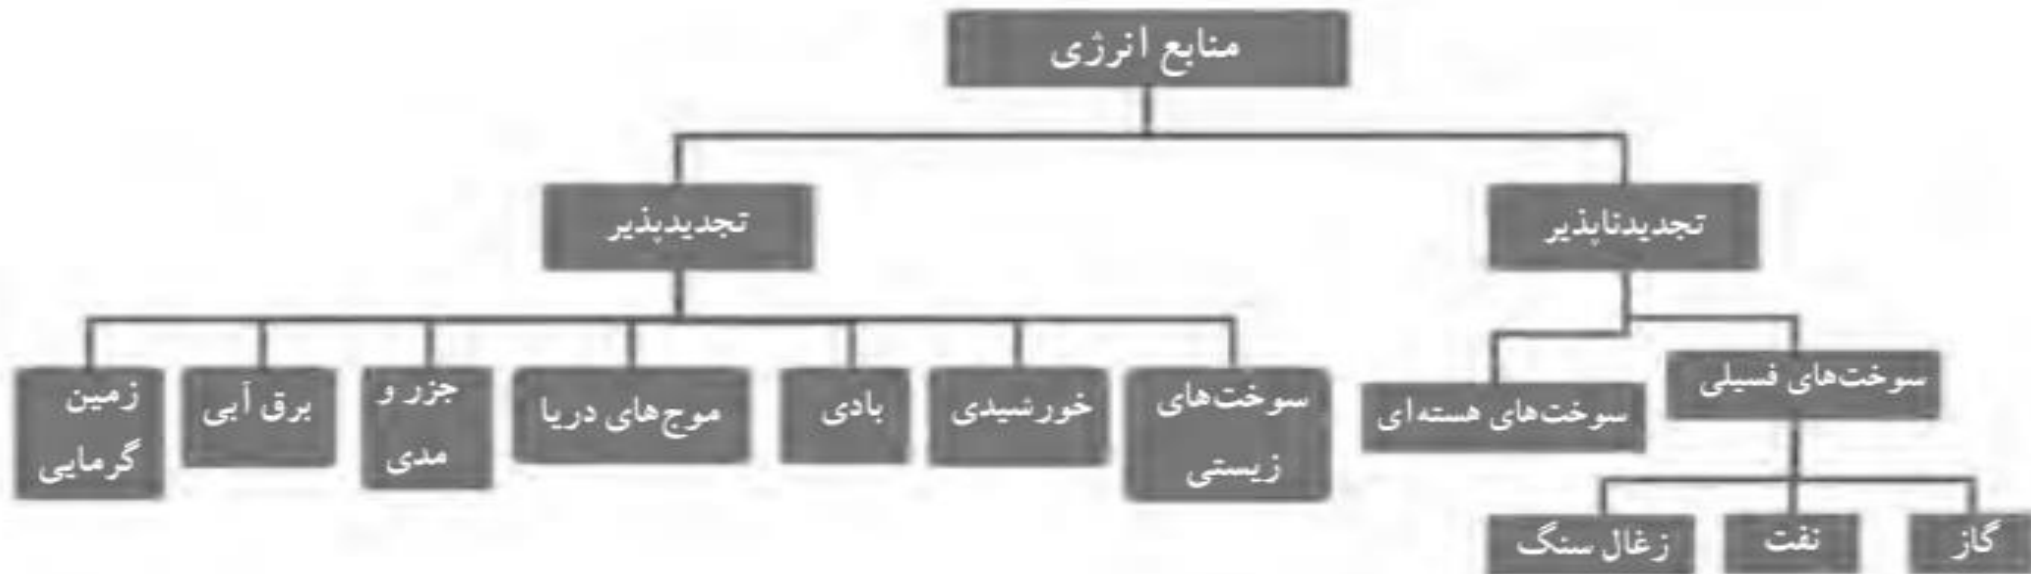 منابع انرژی
تجدیدناپذیر
تجدیدپذیر
سوخت‌های فسیلی
سوخت‌های هسته‌ای
گاز
نفت
زغال سنگ
سوخت‌های
زیستی
خورشیدی
بادی
موج‌های دریا
جزر و
مدی
برق آبی
زمین
گرمایی